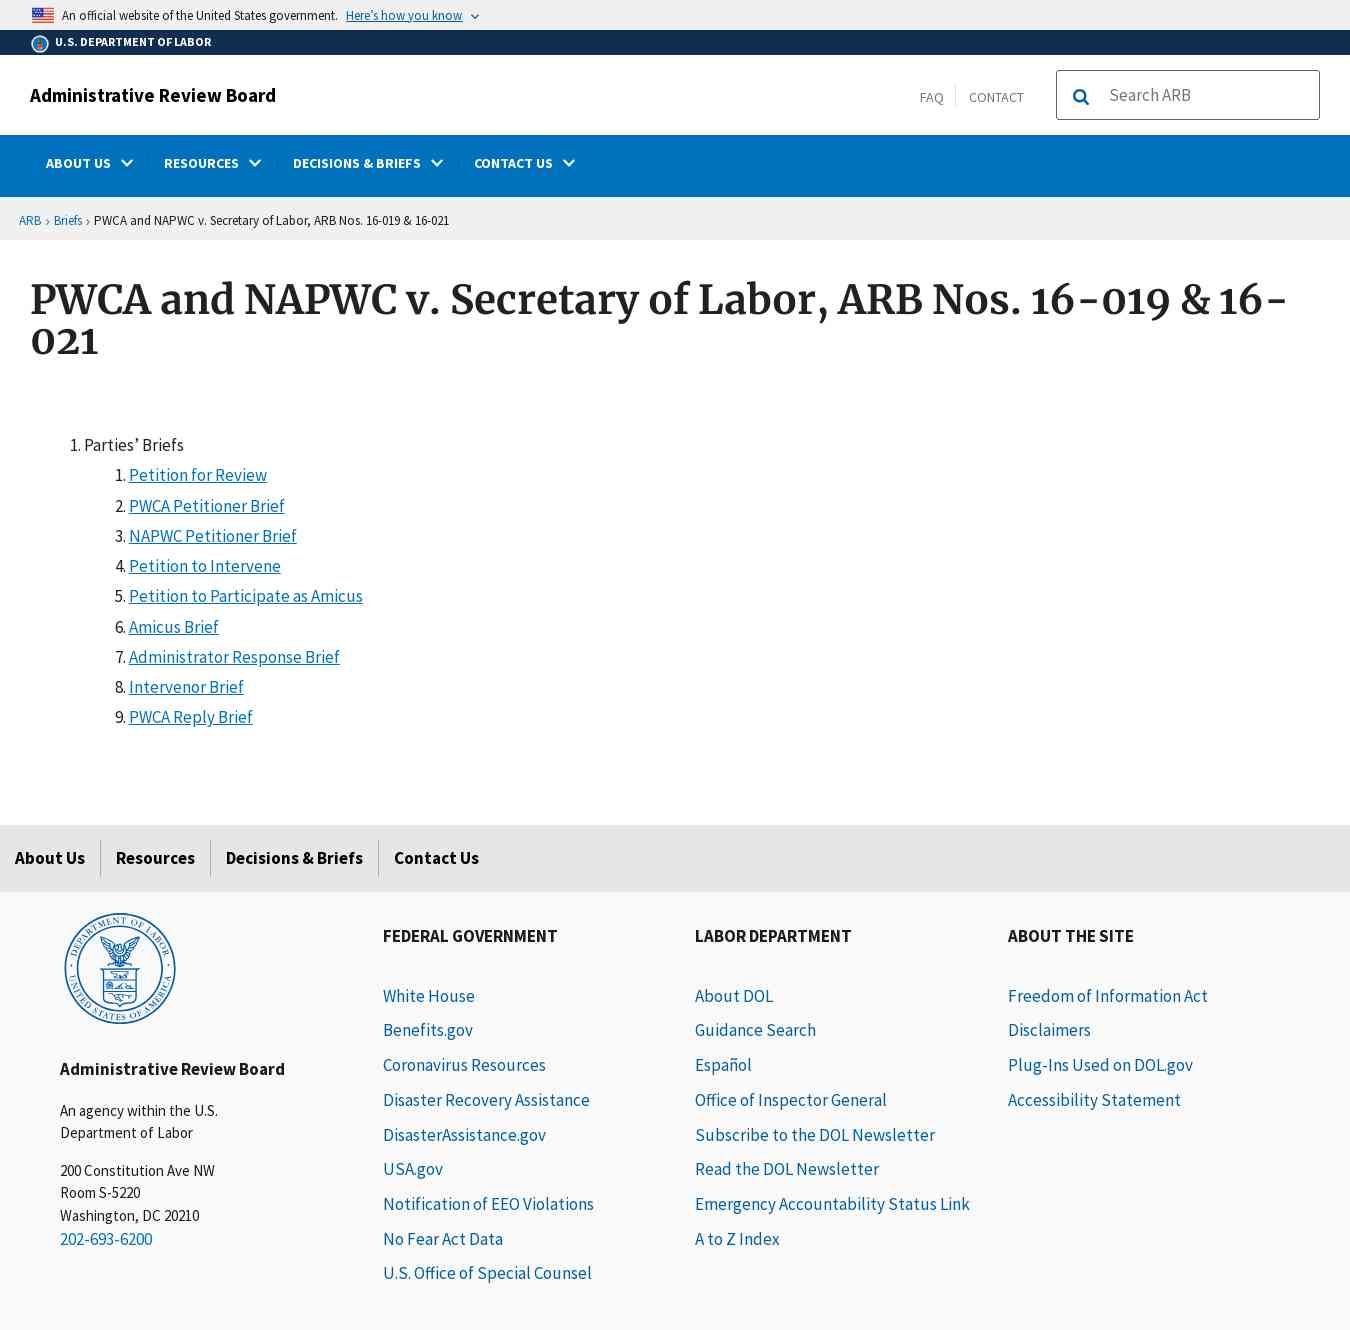 An official website of the United States government. Here's how you know
U.S. DEPARTMENT OF LABOR
Administrative Review Board
FAQ
CONTACT
Search ARB
ABOUT US
RESOURCES
DECISIONS & BRIEFS
CONTACT US
ARB › Briefs › PWCA and NAPWC v. Secretary of Labor, ARB Nos. 16-019 & 16-021
PWCA and NAPWC v. Secretary of Labor, ARB Nos. 16-019 & 16-
021
1. Parties’ Briefs
1. Petition for Review
2. PWCA Petitioner Brief
3. NAPWC Petitioner Brief
4. Petition to Intervene
5. Petition to Participate as Amicus
6. Amicus Brief
7. Administrator Response Brief
8. Intervenor Brief
9. PWCA Reply Brief
About Us
Resources
Decisions & Briefs
Contact Us
DEPARTMENT OF LABOR
UNITED STATES OF AMERICA
Administrative Review Board
An agency within the U.S.
Department of Labor
200 Constitution Ave NW
Room S-5220
Washington, DC 20210
202-693-6200
FEDERAL GOVERNMENT
White House
Benefits.gov
Coronavirus Resources
Disaster Recovery Assistance
DisasterAssistance.gov
USA.gov
Notification of EEO Violations
No Fear Act Data
U.S. Office of Special Counsel
LABOR DEPARTMENT
About DOL
Guidance Search
Español
Office of Inspector General
Subscribe to the DOL Newsletter
Read the DOL Newsletter
Emergency Accountability Status Link
A to Z Index
ABOUT THE SITE
Freedom of Information Act
Disclaimers
Plug-Ins Used on DOL.gov
Accessibility Statement